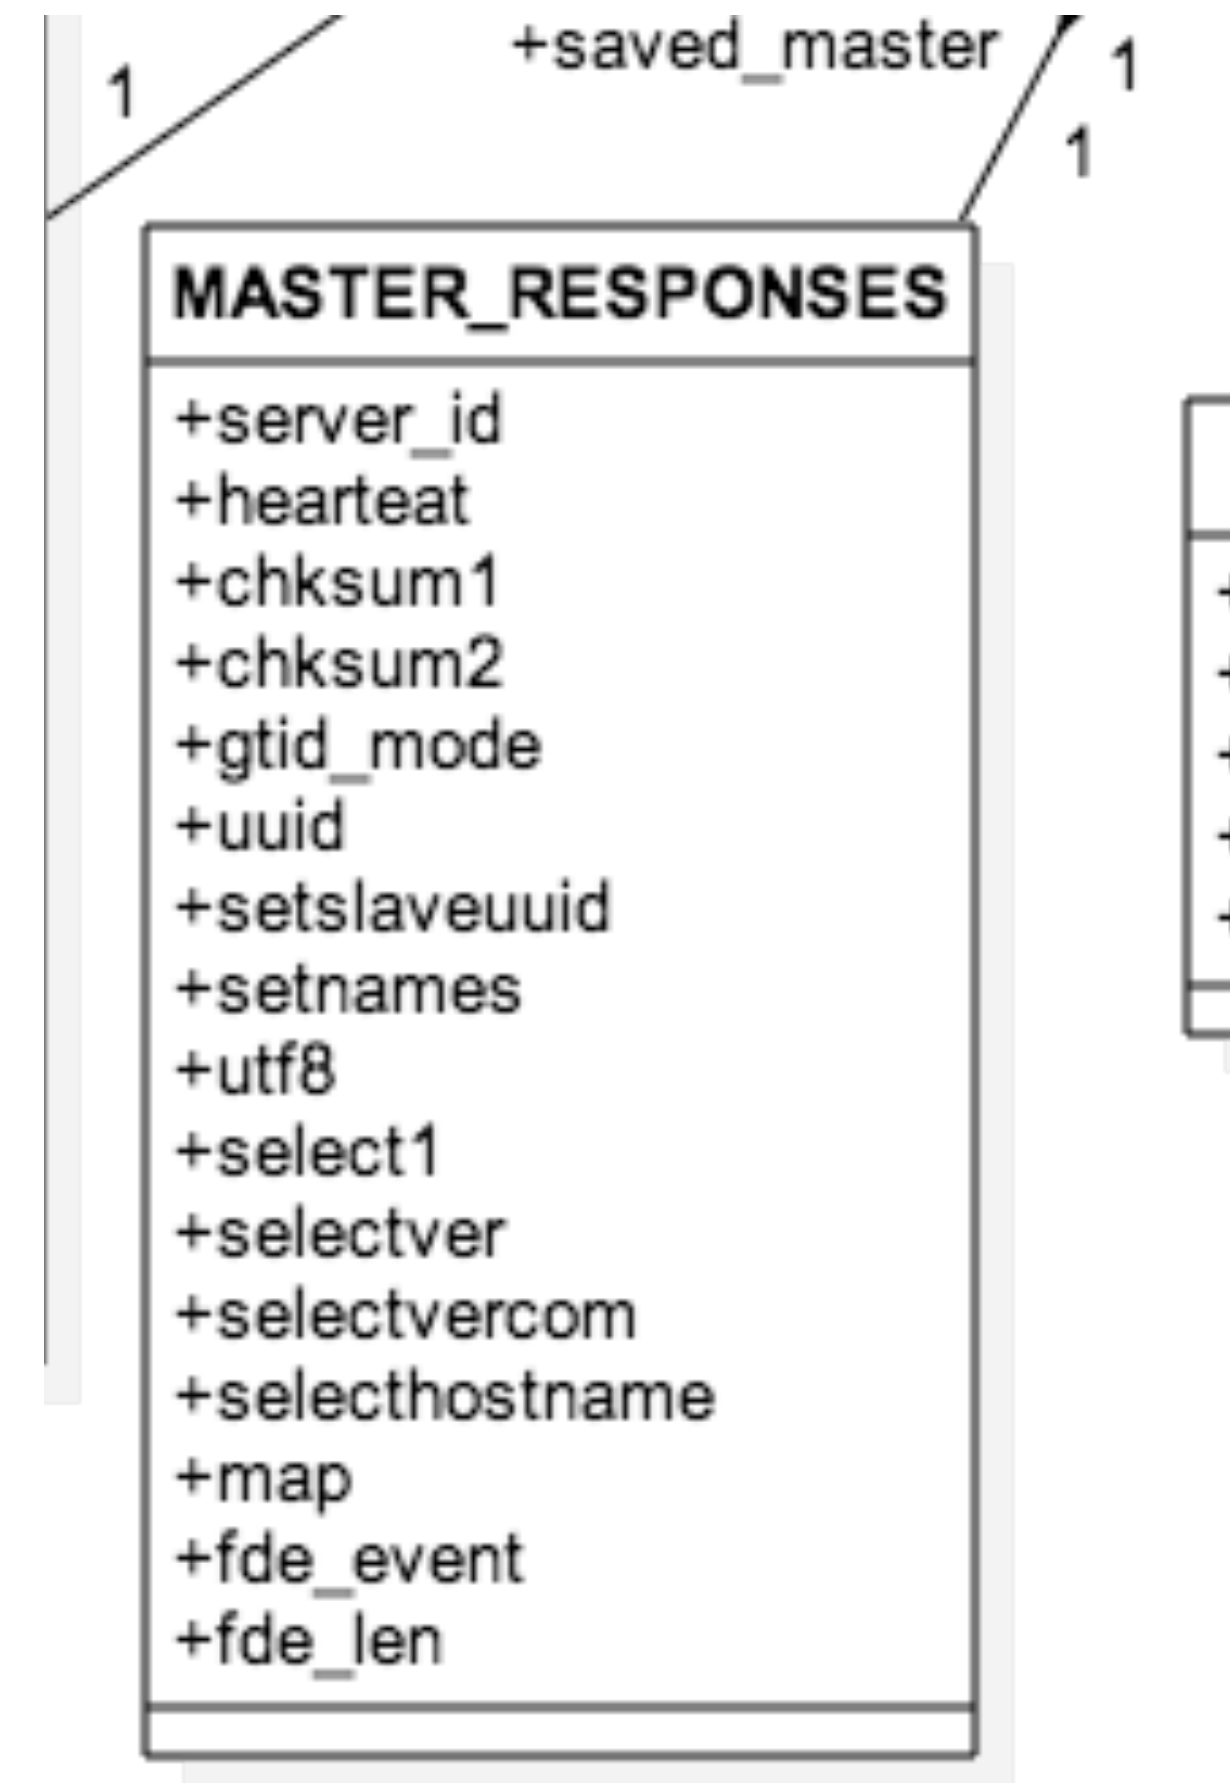 +saved_master
1
1
1
MASTER_RESPONSES
+server_id
+hearteat
+chksum1
+chksum2
+gtid_mode
+uuid
+setslaveuuid
+setnames
+utf8
+select1
+selectver
+selectvercom
+selecthostname
+map
+fde_event
+fde_len
+
+
+
+
+